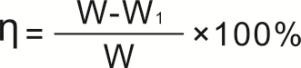 η = (W-W₁)/W ×100%